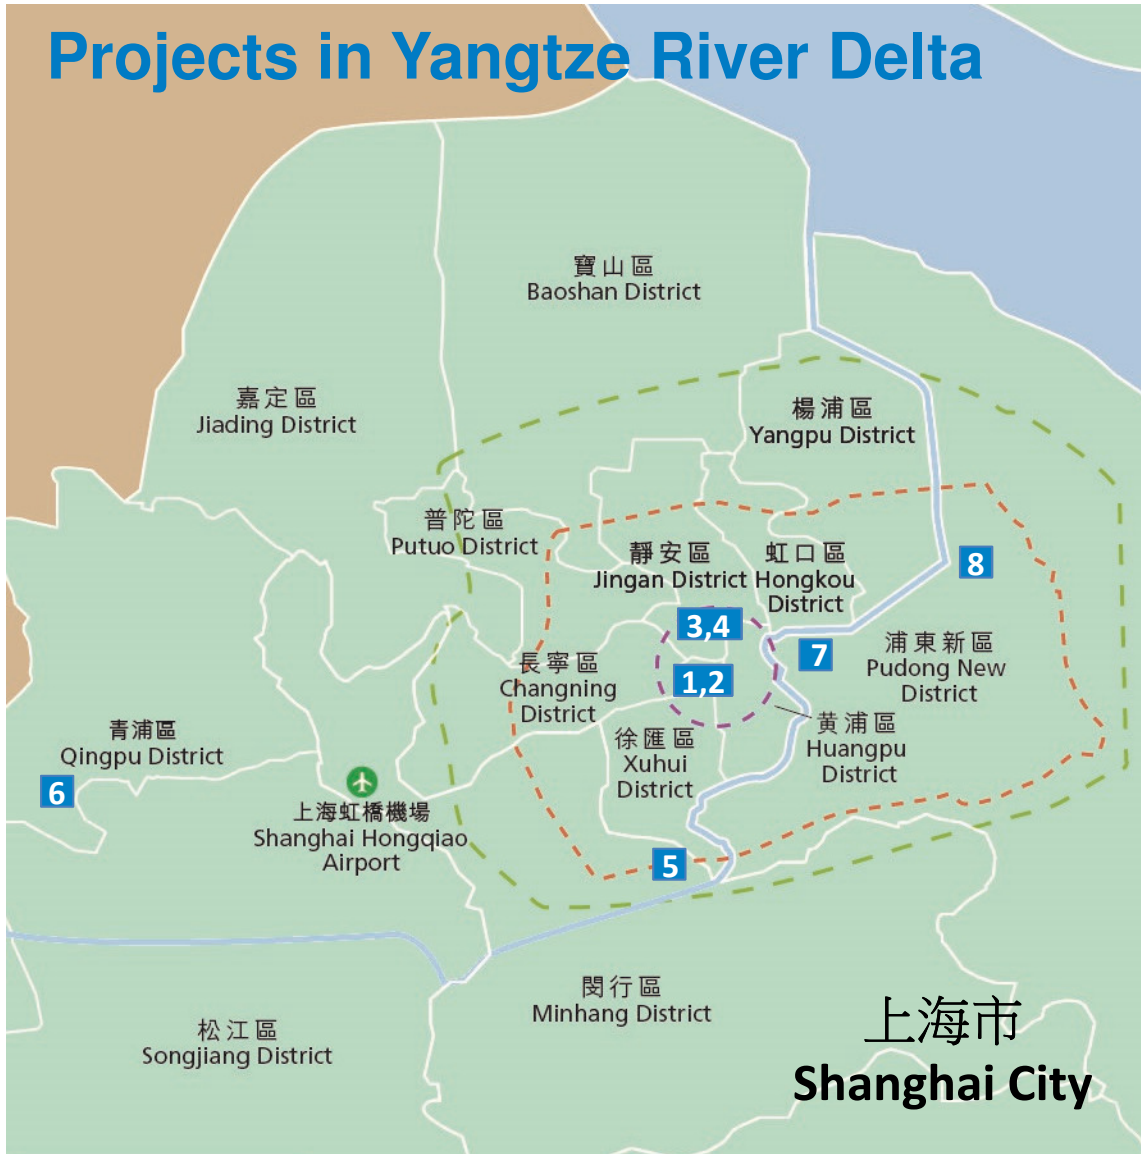 Projects in Yangtze River Delta
寶山區
Baoshan District
嘉定區
Jiading District
楊浦區
Yangpu District
普陀區
Putuo District
靜安區
Jingan District
虹口區
Hongkou
District
8
3,4
7
浦東新區
Pudong New
District
長寧區
Changning
District
1,2
黄浦區
Huangpu
District
徐匯區
Xuhui
District
青浦區
Qingpu District
6
上海虹橋機場
Shanghai Hongqiao
Airport
5
閔行區
Minhang District
松江區
Songjiang District
上海市
Shanghai City